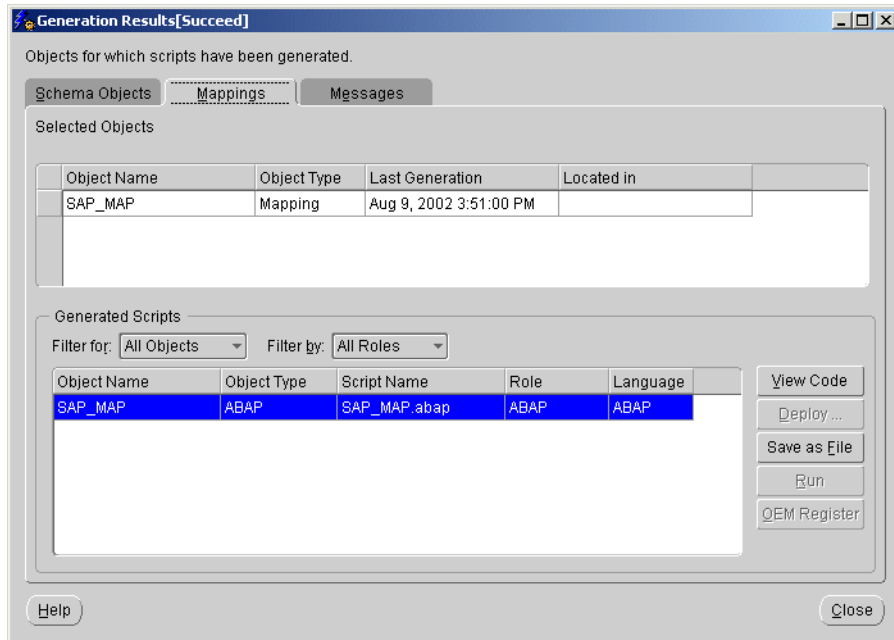 Generation Results[Succeed]
Objects for which scripts have been generated.
Schema Objects Mappings Messages
Selected Objects
Object Name Object Type Last Generation Located in
SAP_MAP Mapping Aug 9, 2002 3:51:00 PM
Generated Scripts
Filter for: All Objects Filter by: All Roles
Object Name Object Type Script Name Role Language
SAP_MAP ABAP SAP_MAP.abap ABAP ABAP
View Code
Deploy ...
Save as File
Run
OEM Register
Help Close